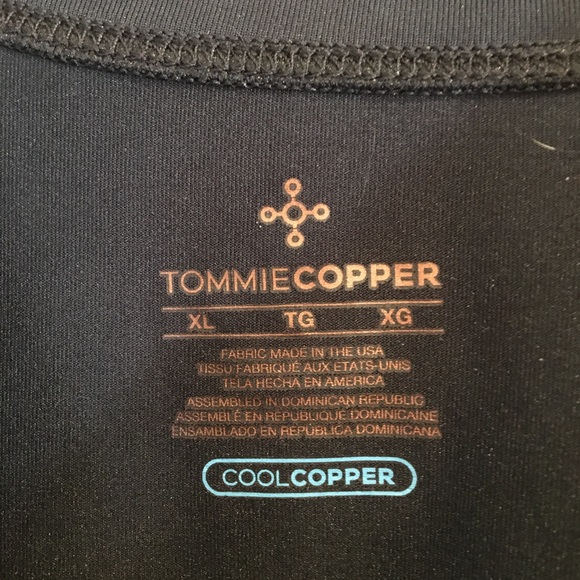 TOMMIECOPPER
XL TG XG
FABRIC MADE IN THE USA
TISSU FABRIQUÉ AUX ÉTATS-UNIS
TELA HECHA EN AMERICA
ASSEMBLED IN DOMINICAN REPUBLIC
ASSEMBLÉ EN RÉPUBLIQUE DOMINICAINE
ENSAMBLADO EN REPÚBLICA DOMINICANA
COOLCOPPER